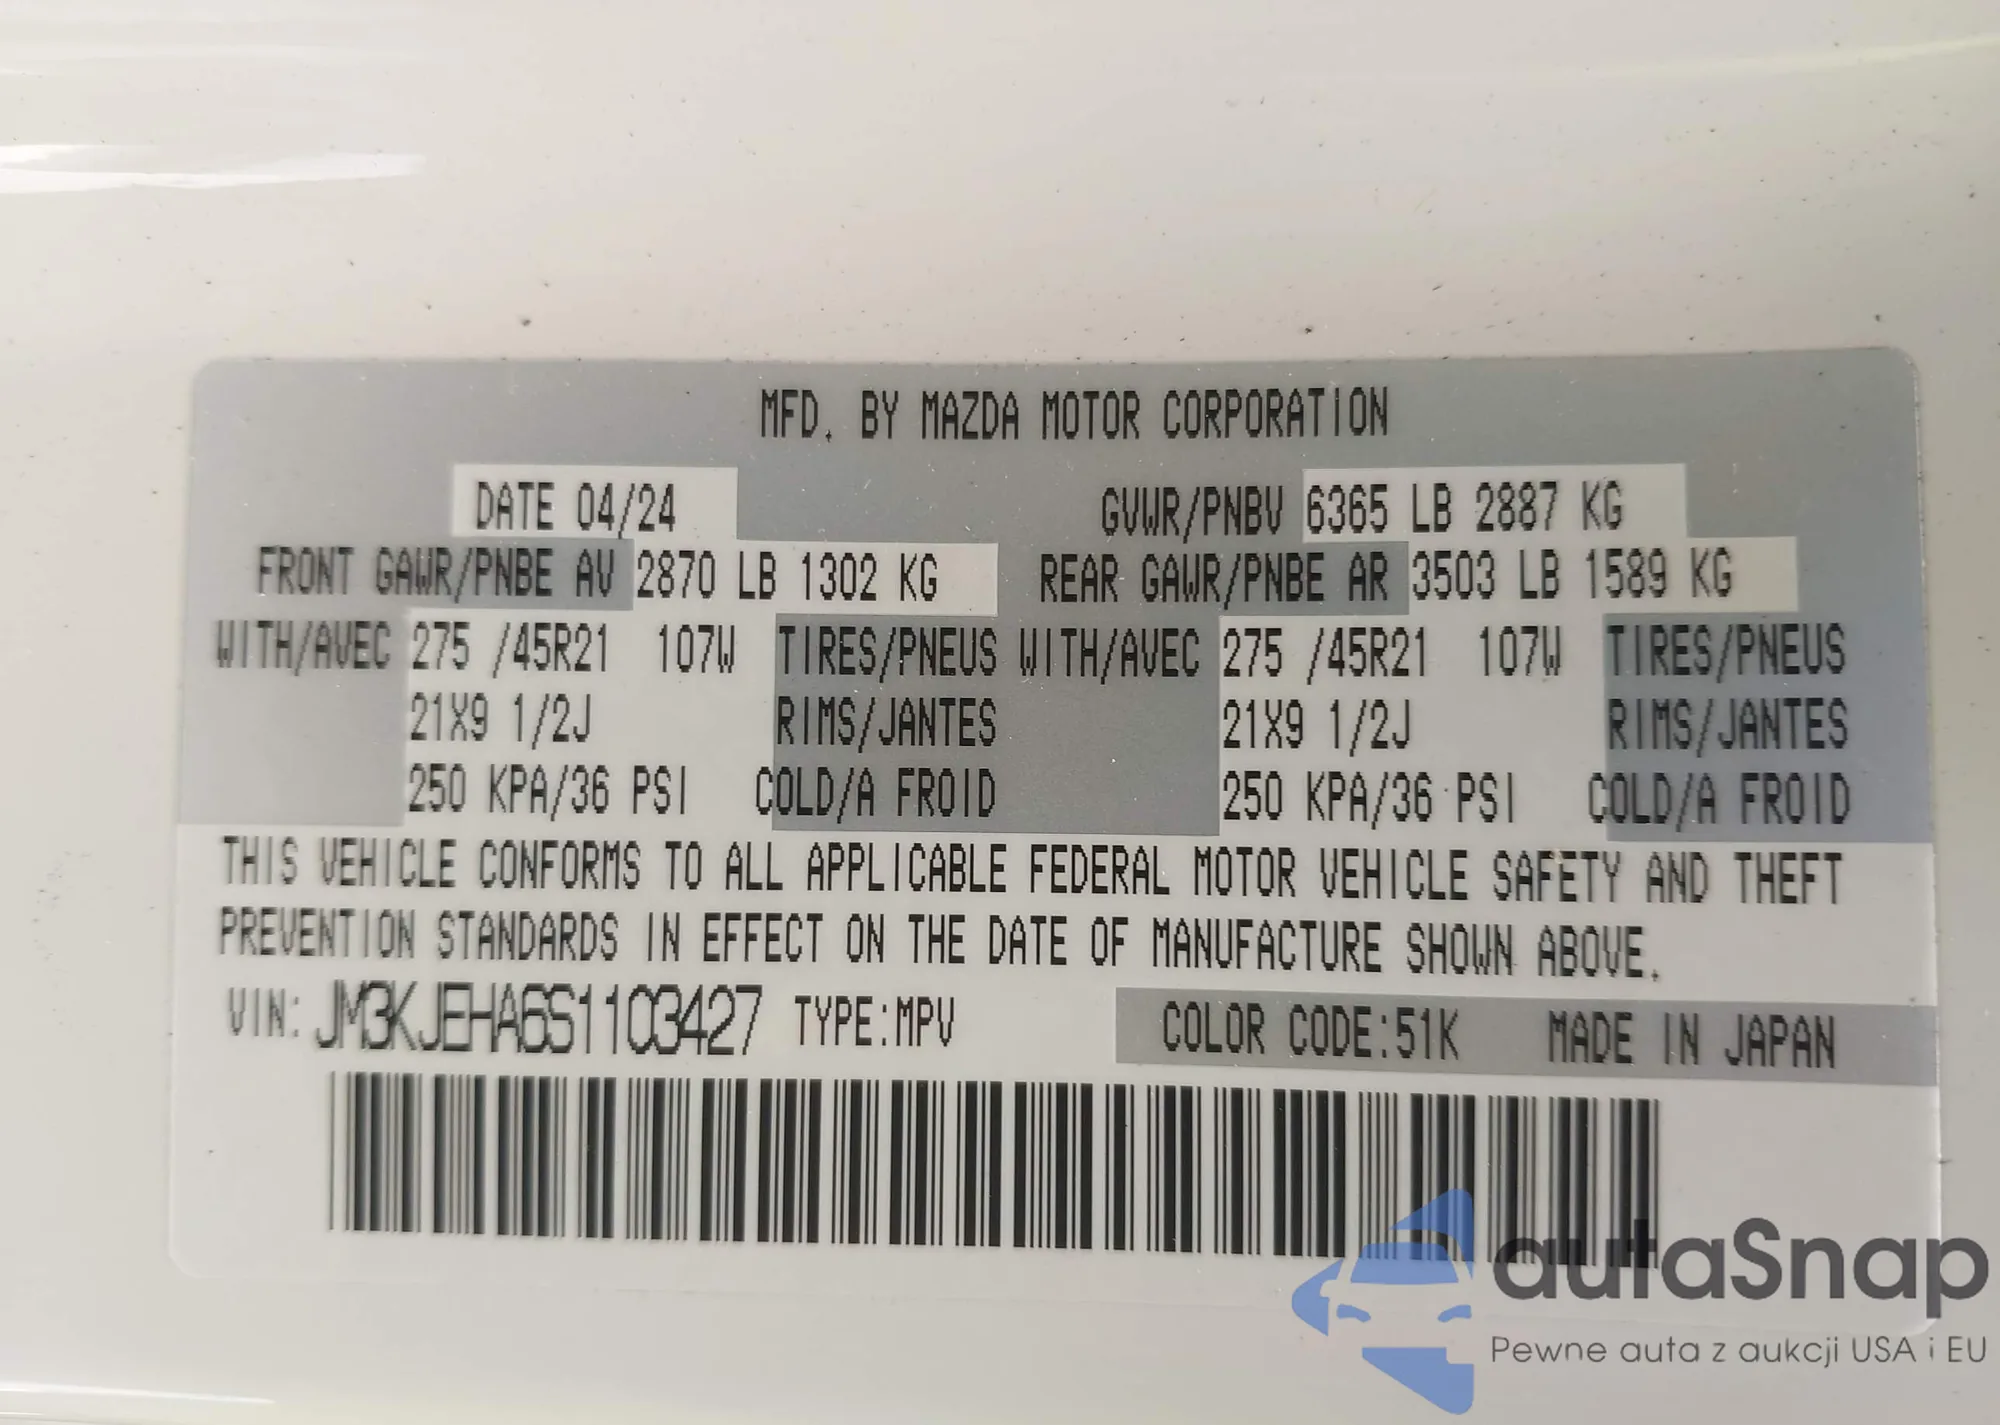 MFD. BY MAZDA MOTOR CORPORATION
DATE 04/24 GVWR/PNBV 6365 LB 2887 KG
FRONT GAWR/PNBE AV 2870 LB 1302 KG REAR GAWR/PNBE AR 3503 LB 1589 KG
WITH/AVEC 275 /45R21 107W TIRES/PNEUS WITH/AVEC 275 /45R21 107W TIRES/PNEUS
21X9 1/2J RIMS/JANTES 21X9 1/2J RIMS/JANTES
250 KPA/36 PSI COLD/A FROID 250 KPA/36 PSI COLD/A FROID
THIS VEHICLE CONFORMS TO ALL APPLICABLE FEDERAL MOTOR VEHICLE SAFETY AND THEFT
PREVENTION STANDARDS IN EFFECT ON THE DATE OF MANUFACTURE SHOWN ABOVE.
VIN: JM3KJEHA6S1103427 TYPE:MPV COLOR CODE:51K MADE IN JAPAN
autaSnap
Pewne auta z aukcji USA i EU